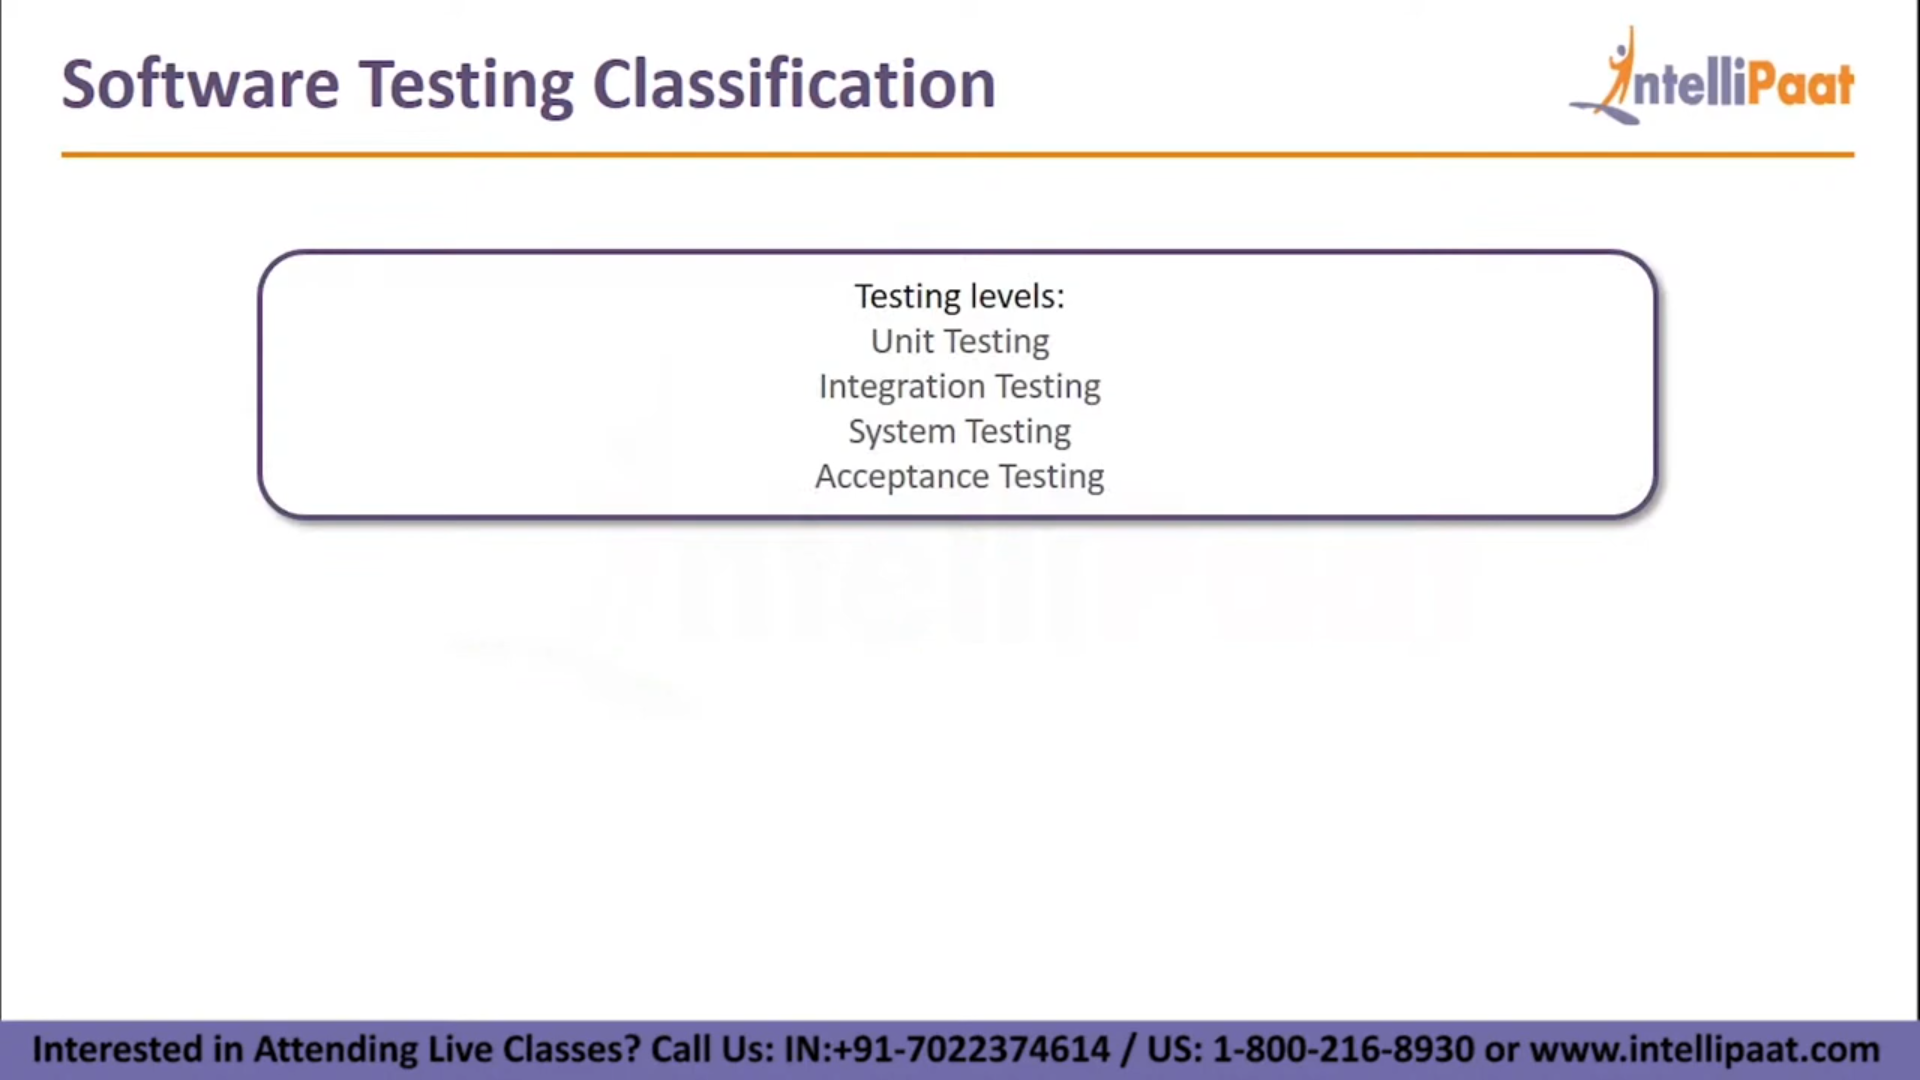 Software Testing Classification
IntelliPaat
Testing levels:
Unit Testing
Integration Testing
System Testing
Acceptance Testing
Interested in Attending Live Classes? Call Us: IN:+91-7022374614 / US: 1-800-216-8930 or www.intellipaat.com